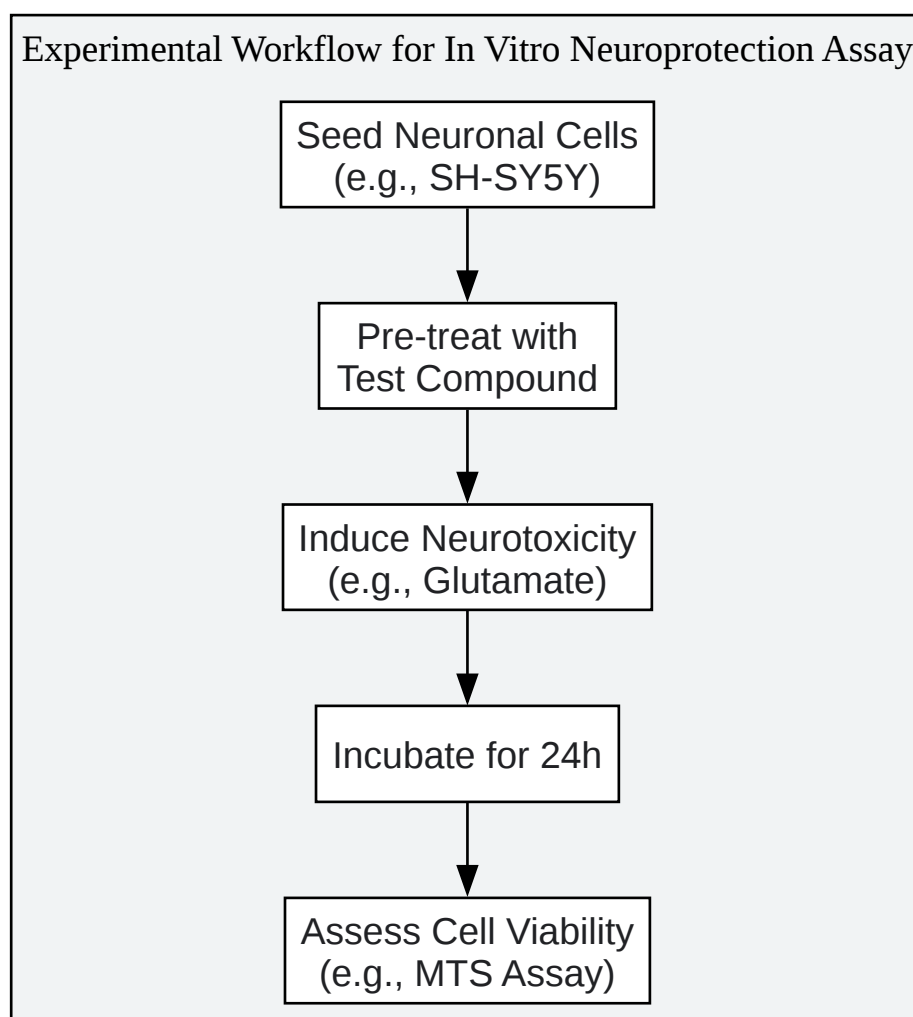 Experimental Workflow for In Vitro Neuroprotection Assay
Seed Neuronal Cells
(e.g., SH-SY5Y)
Pre-treat with
Test Compound
Induce Neurotoxicity
(e.g., Glutamate)
Incubate for 24h
Assess Cell Viability
(e.g., MTS Assay)